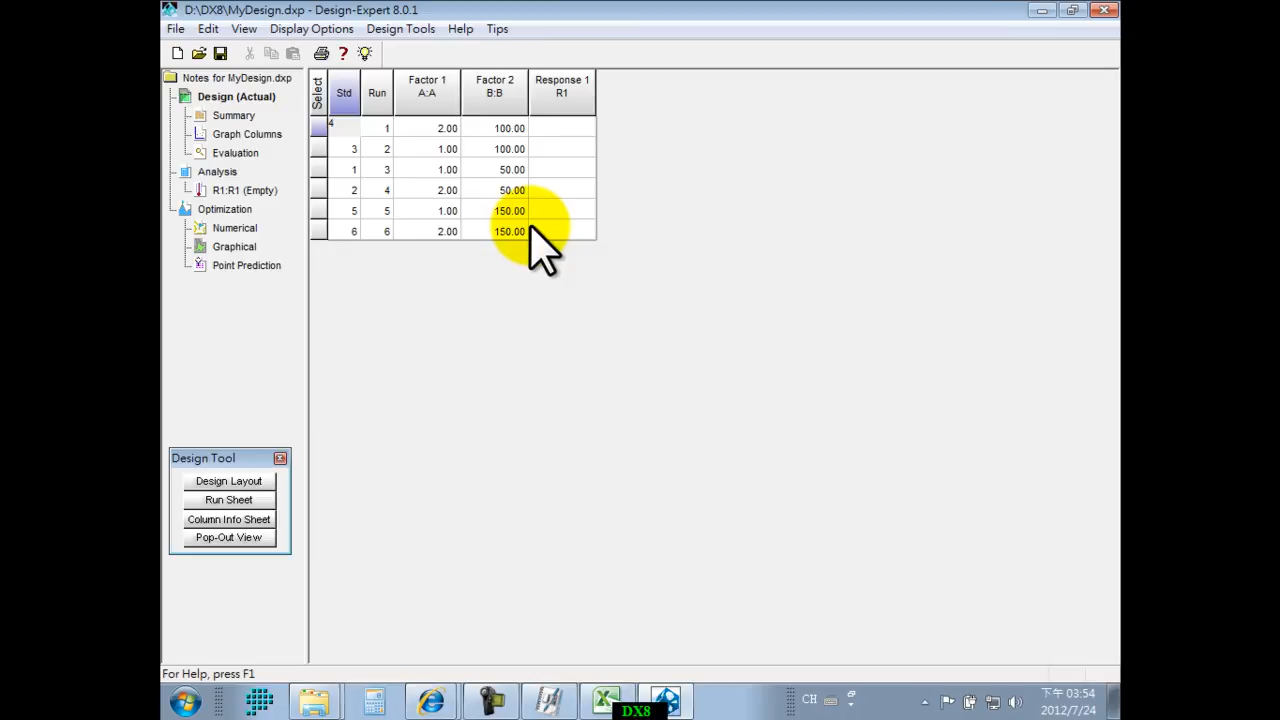 D:\DX8\MyDesign.dxp - Design-Expert 8.0.1
File Edit View Display Options Design Tools Help Tips
Notes for MyDesign.dxp
Design (Actual)
Summary
Graph Columns
Evaluation
Analysis
R1:R1 (Empty)
Optimization
Numerical
Graphical
Point Prediction
Select Std Run Factor 1 A:A Factor 2 B:B Response 1 R1
4 1 2.00 100.00
3 2 1.00 100.00
1 3 1.00 50.00
2 4 2.00 50.00
5 5 1.00 150.00
6 6 2.00 150.00
Design Tool
Design Layout
Run Sheet
Column Info Sheet
Pop-Out View
For Help, press F1
CH
下午 03:54
2012/7/24
DX8